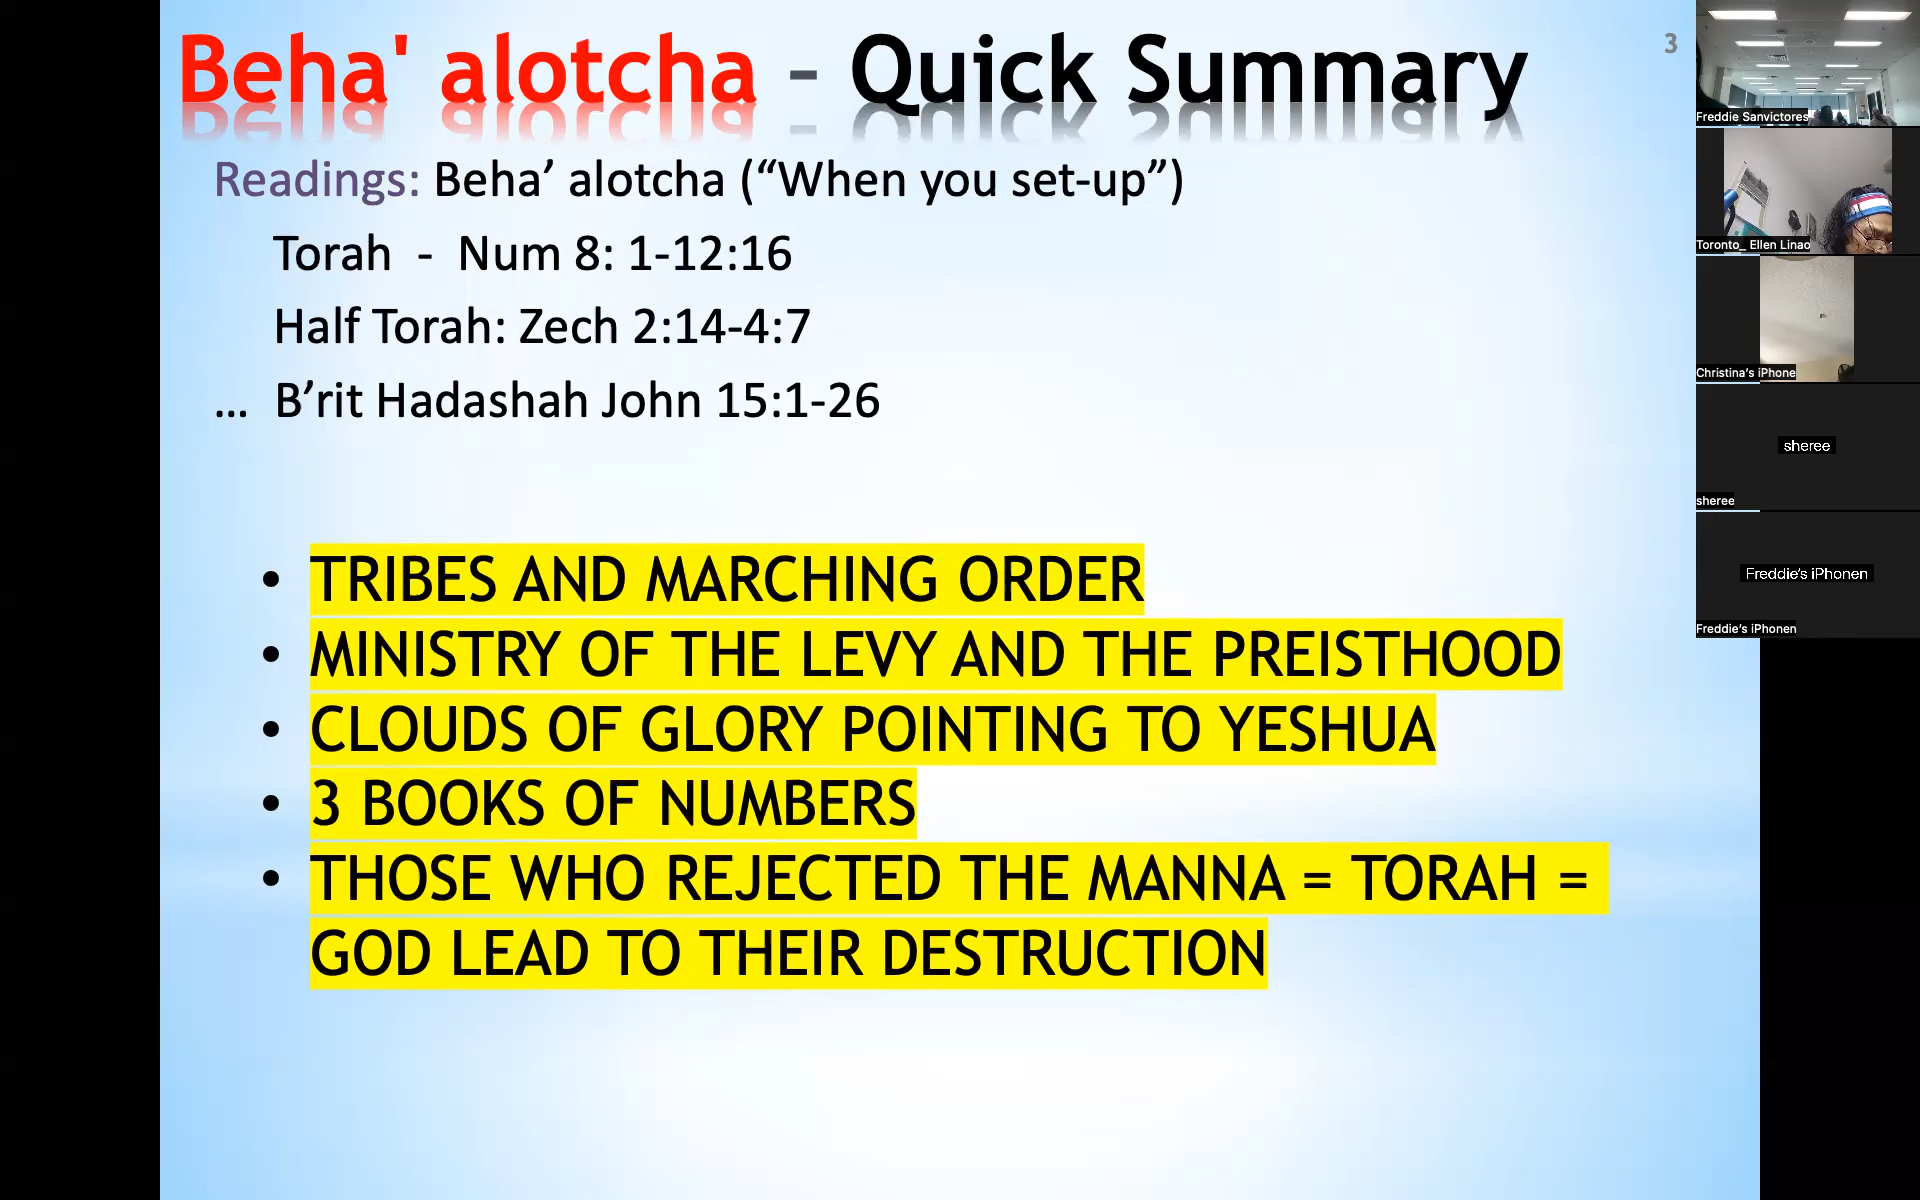 Beha' alotcha - Quick Summary
3
Readings: Beha’ alotcha (“When you set-up”)
Torah - Num 8: 1-12:16
Half Torah: Zech 2:14-4:7
... B’rit Hadashah John 15:1-26
• TRIBES AND MARCHING ORDER
• MINISTRY OF THE LEVY AND THE PREISTHOOD
• CLOUDS OF GLORY POINTING TO YESHUA
• 3 BOOKS OF NUMBERS
• THOSE WHO REJECTED THE MANNA = TORAH =
GOD LEAD TO THEIR DESTRUCTION
Freddie Sanvictores
Toronto_ Ellen Linao
Christina’s iPhone
sheree
sheree
Freddie’s iPhonen
Freddie’s iPhonen